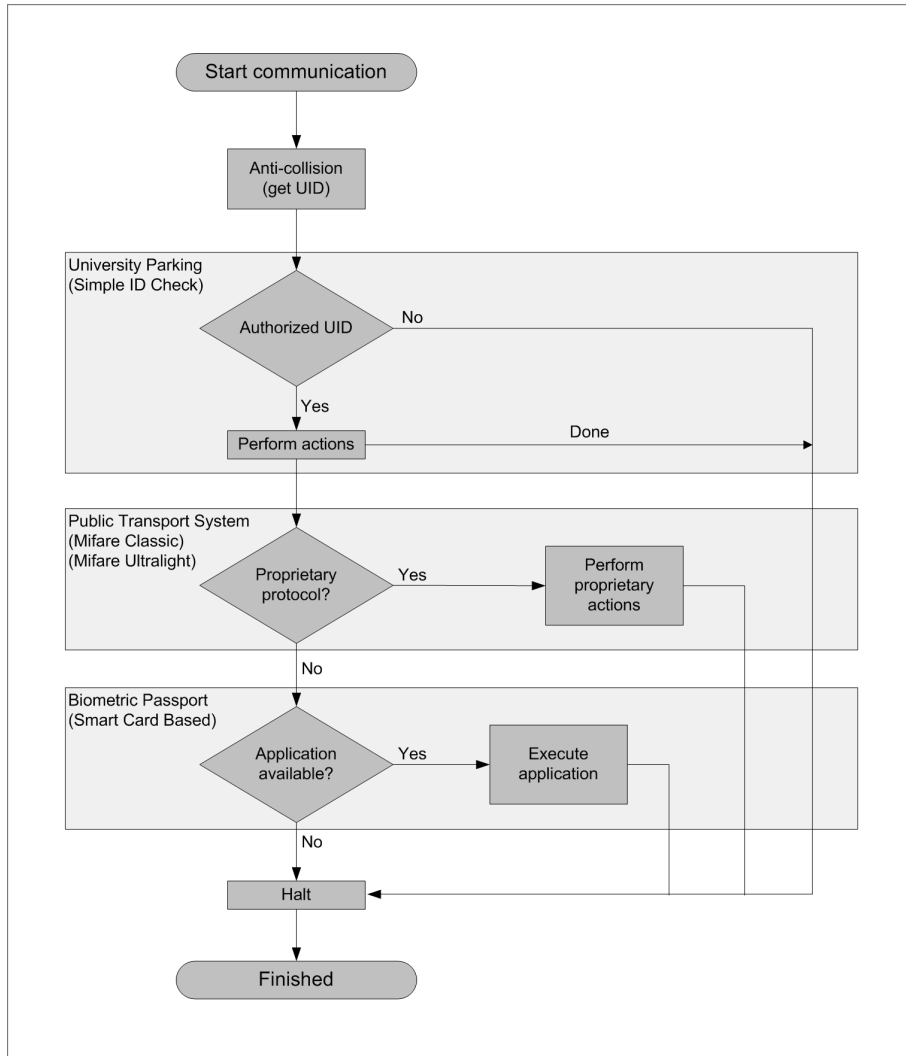 Start communication
Anti-collision
(get UID)
University Parking
(Simple ID Check)
Authorized UID
No
Yes
Perform actions
Done
Public Transport System
(Mifare Classic)
(Mifare Ultralight)
Proprietary
protocol?
Yes
Perform
proprietary
actions
No
Biometric Passport
(Smart Card Based)
Application
available?
Yes
Execute
application
No
Halt
Finished